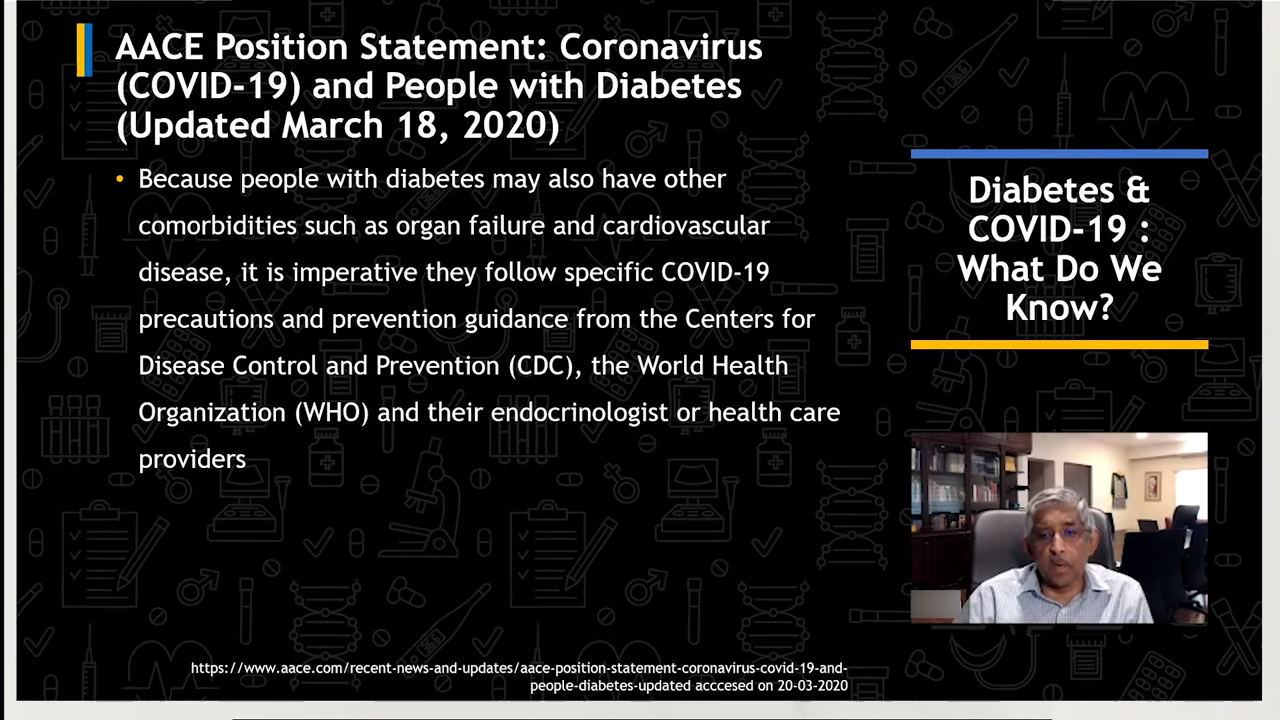 AACE Position Statement: Coronavirus
(COVID-19) and People with Diabetes
(Updated March 18, 2020)
• Because people with diabetes may also have other
comorbidities such as organ failure and cardiovascular
disease, it is imperative they follow specific COVID-19
precautions and prevention guidance from the Centers for
Disease Control and Prevention (CDC), the World Health
Organization (WHO) and their endocrinologist or health care
providers
https://www.aace.com/recent-news-and-updates/aace-position-statement-coronavirus-covid-19-and-
people-diabetes-updated acccesed on 20-03-2020
Diabetes &
COVID-19 :
What Do We
Know?